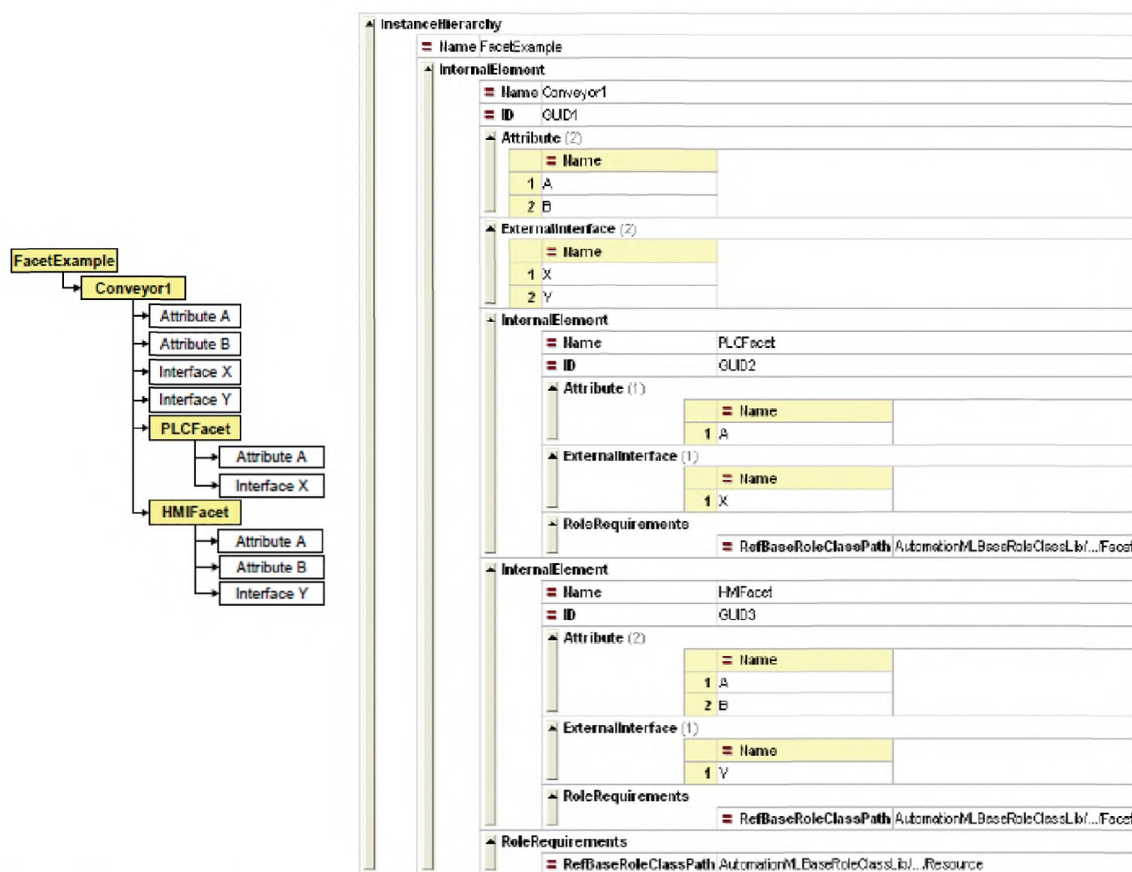 FacetExample
Conveyor1
Attribute A
Attribute B
Interface X
Interface Y
PLCFacet
Attribute A
Interface X
HMIFacet
Attribute A
Attribute B
Interface Y
InstanceHierarchy
= Name FacetExample
InternalElement
= Name Conveyor1
= ID GUID1
Attribute (2)
= Name
1 A
2 B
ExternalInterface (2)
= Name
1 X
2 Y
InternalElement
= Name PLCFacet
= ID GUID2
Attribute (1)
= Name
1 A
ExternalInterface (1)
= Name
1 X
RoleRequirements
= RefBaseRoleClassPath AutomationMLBaseRoleClassLib/.../Facet
InternalElement
= Name HMIFacet
= ID GUID3
Attribute (2)
= Name
1 A
2 B
ExternalInterface (1)
= Name
1 Y
RoleRequirements
= RefBaseRoleClassPath AutomationMLBaseRoleClassLib/.../Facet
RoleRequirements
= RefBaseRoleClassPath AutomationMLBaseRoleClassLib/.../Resource